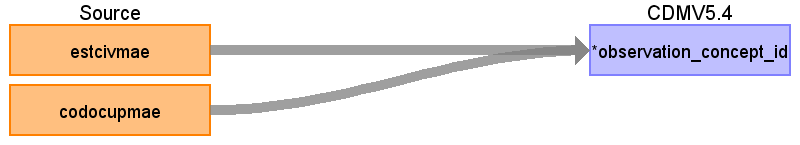 Source
CDMV5.4
estcivmae
*observation_concept_id
codocupmae